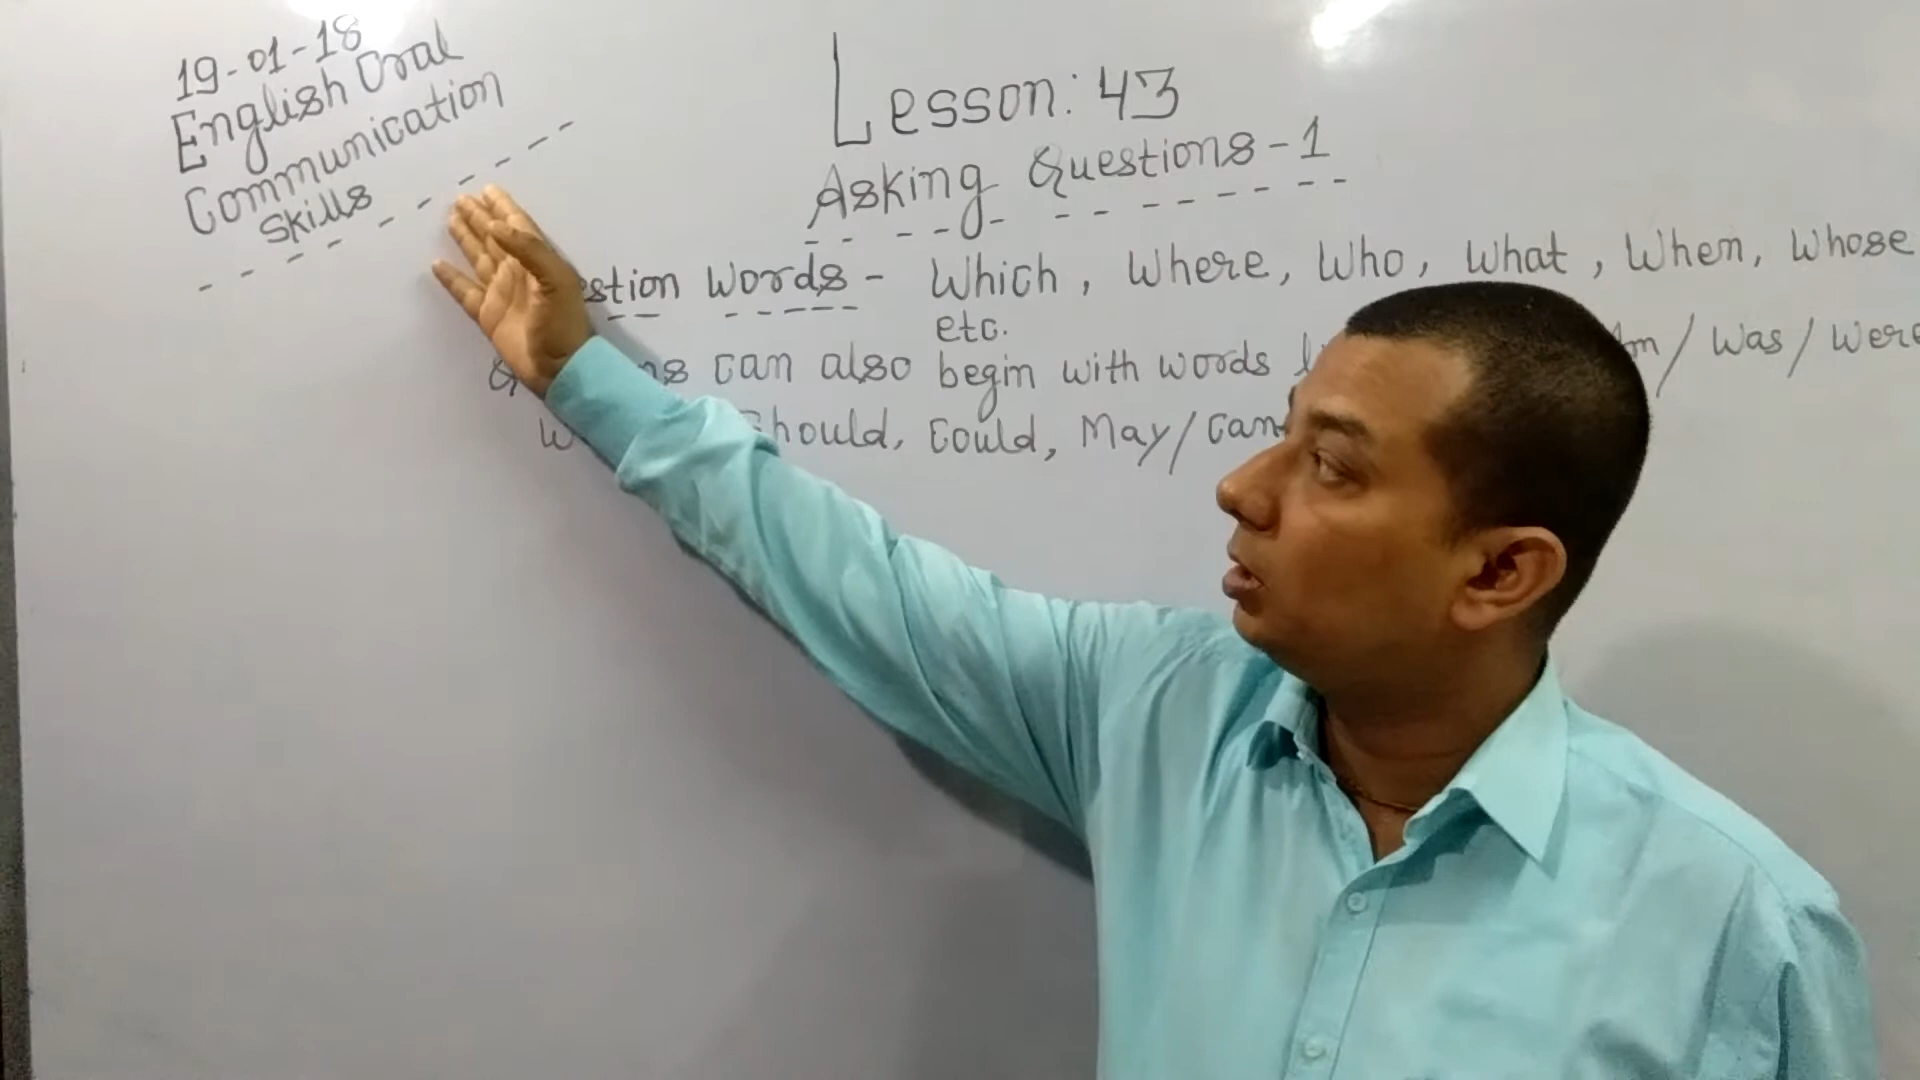 19-01-18
English Oral
Communication
Skills
Lesson: 43
Asking Questions-1
Words - Which, Where, Who, What, When, Whose
etc.
can also begin with words / Was / Were
Should, Could, May/Can